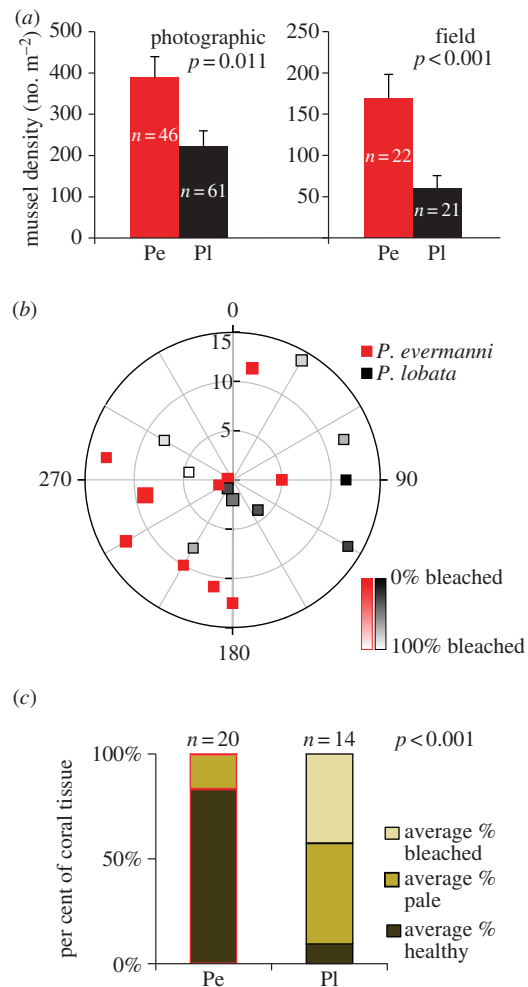 (a)
mussel density (no. m⁻²)
500
400
300
200
100
0
photographic
p = 0.011
n = 46
n = 61
Pe
Pl
250
200
150
100
50
field
p < 0.001
n = 22
n = 21
Pe
Pl
(b)
0
15
10
5
270
90
180
P. evermanni
P. lobata
0% bleached
100% bleached
(c)
per cent of coral tissue
100%
50%
0%
n = 20
n = 14
p < 0.001
average %
bleached
average %
pale
average %
healthy
Pe
Pl